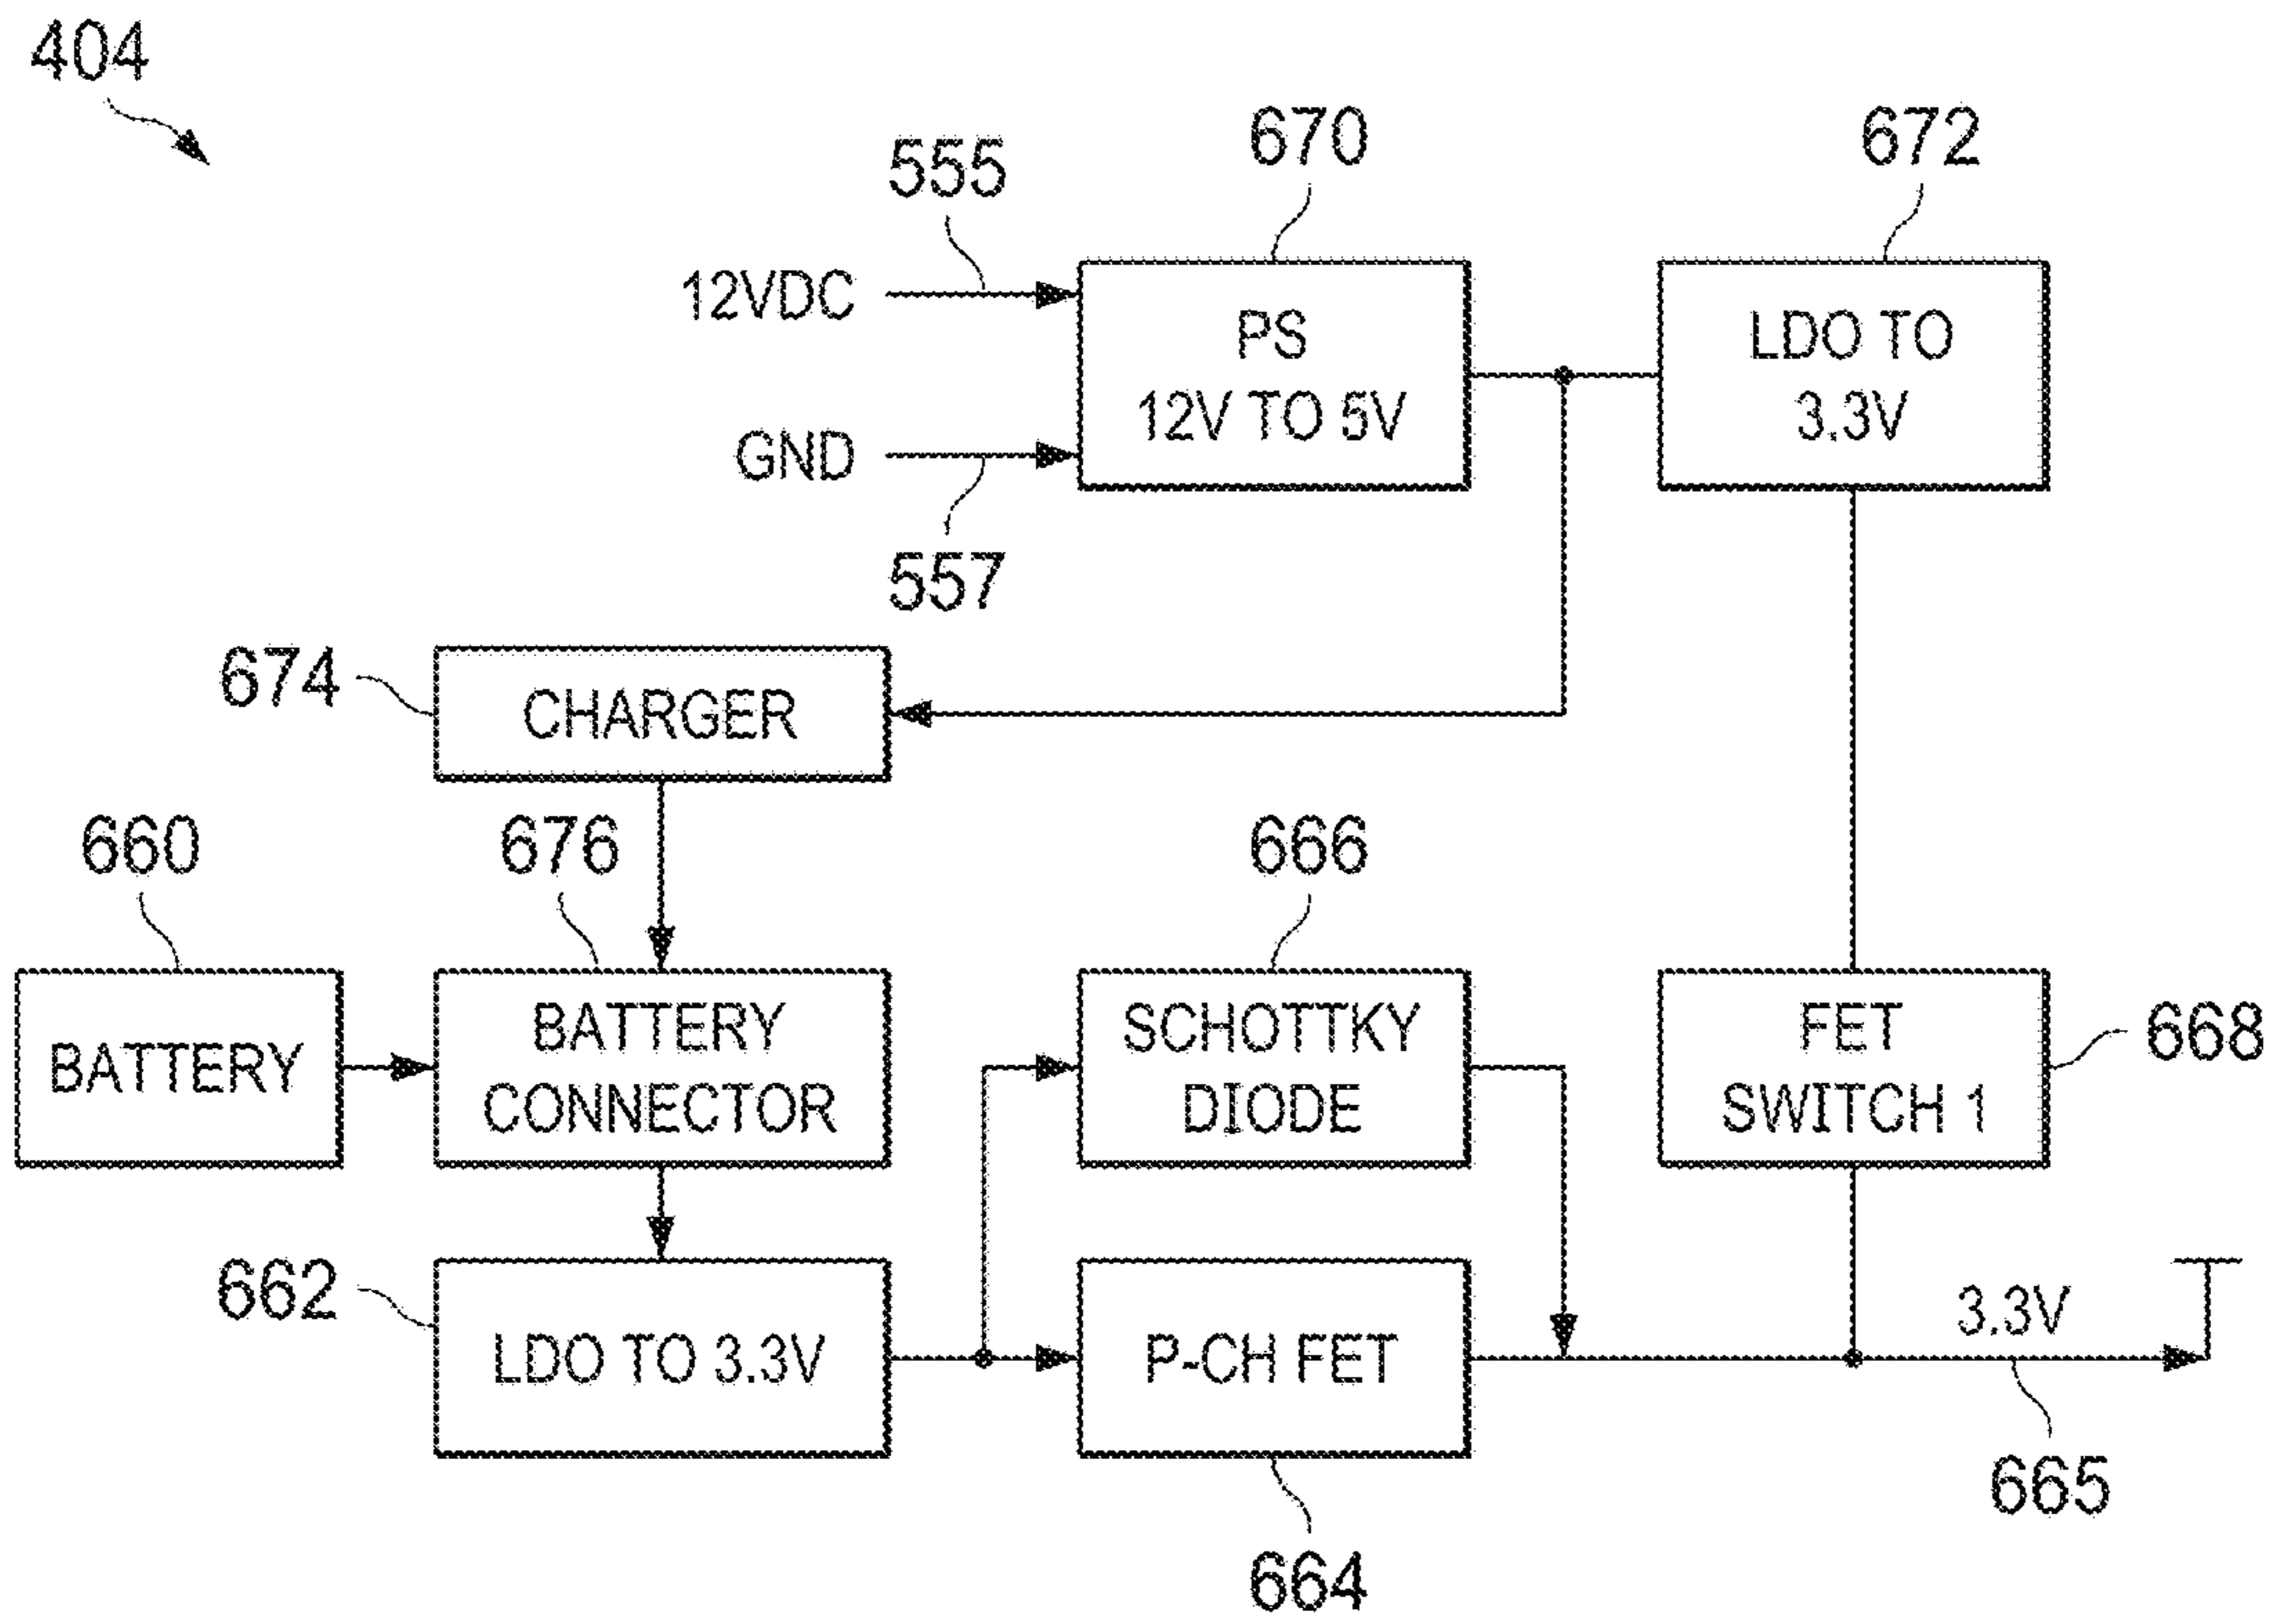 404
670
672
555
12VDC
PS
12V TO 5V
LDO TO
3.3V
GND
557
674
CHARGER
660
676
666
BATTERY
BATTERY
CONNECTOR
SCHOTTKY
DIODE
FET
SWITCH 1
668
662
LDO TO 3.3V
P-CH FET
3.3V
665
664